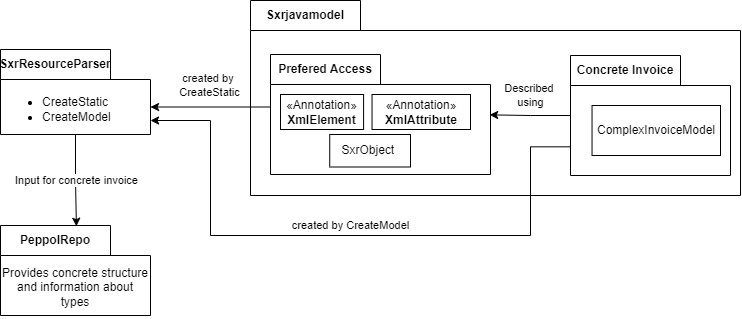 Sxrjavamodel
SxrResourceParser
CreateStatic
CreateModel
created by
CreateStatic
Prefered Access
«Annotation»
XmlElement
«Annotation»
XmlAttribute
SxrObject
Described
using
Concrete Invoice
ComplexInvoiceModel
Input for concrete invoice
created by CreateModel
PeppolRepo
Provides concrete structure
and information about
types